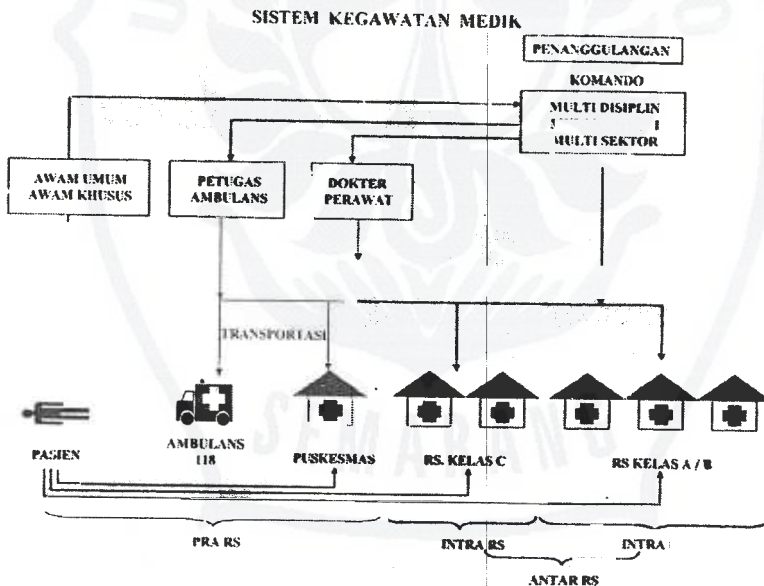 SISTEM KEGAWATAN MEDIK
PENANGGULANGAN
KOMANDO
MULTI DISIPLIN
MULTI SEKTOR
AWAM UMUM
AWAM KHUSUS
PETUGAS
AMBULANS
DOKTER
PERAWAT
TRANSPORTASI
PASIEN
AMBULANS
118
PUSKESMAS
RS. KELAS C
RS KELAS A / B
PRA RS
INTRA RS
INTRA
ANTAR RS
SEMARANG